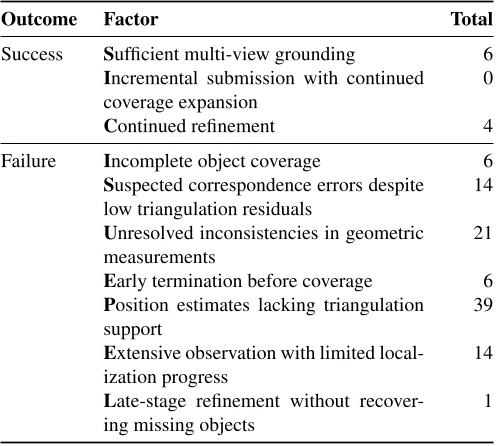 Outcome Factor Total
Success Sufficient multi-view grounding 6
Incremental submission with continued 0
coverage expansion
Continued refinement 4
Failure Incomplete object coverage 6
Suspected correspondence errors despite 14
low triangulation residuals
Unresolved inconsistencies in geometric 21
measurements
Early termination before coverage 6
Position estimates lacking triangulation 39
support
Extensive observation with limited local- 14
ization progress
Late-stage refinement without recover- 1
ing missing objects